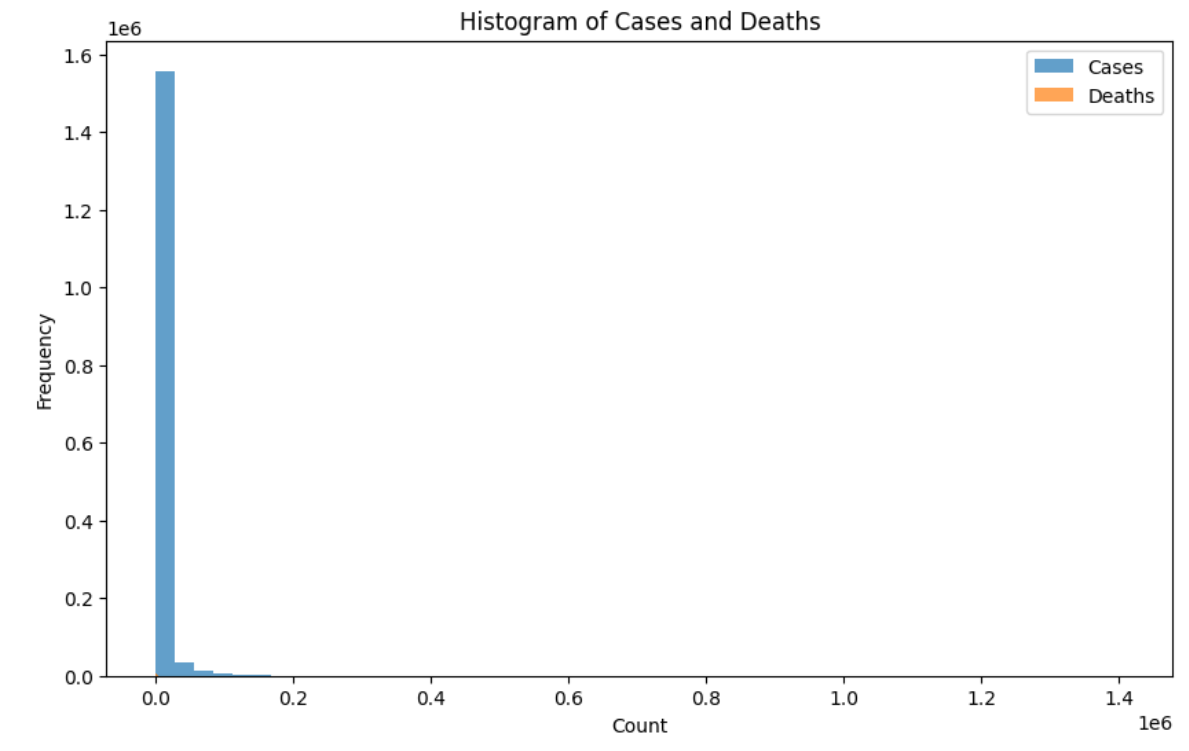 Histogram of Cases and Deaths
1e6
1.6
1.4
1.2
1.0
0.8
0.6
0.4
0.2
0.0
Frequency
Cases
Deaths
0.0 0.2 0.4 0.6 0.8 1.0 1.2 1.4
Count
1e6